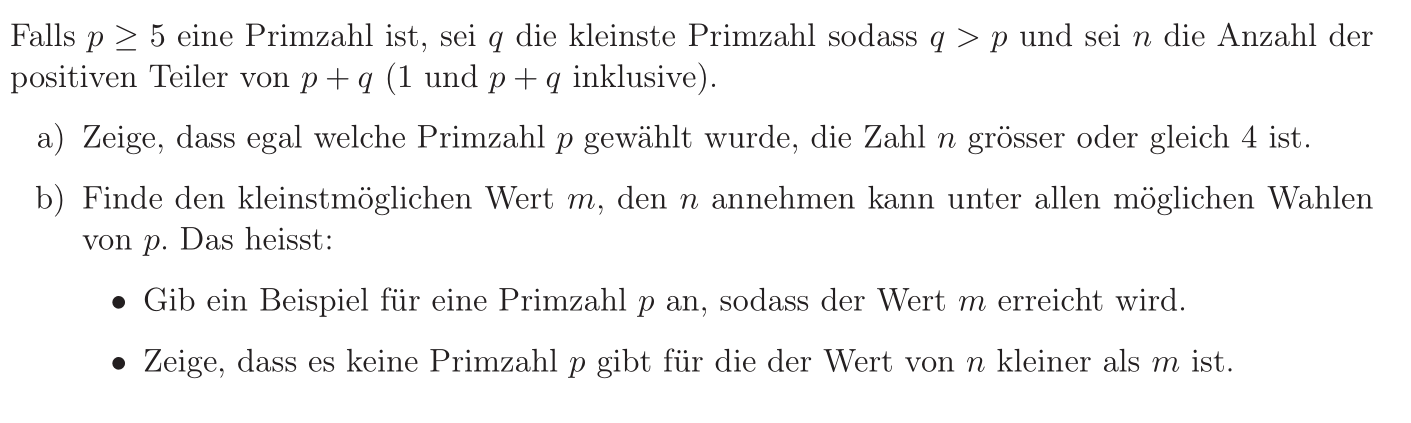 Falls p ≥ 5 eine Primzahl ist, sei q die kleinste Primzahl sodass q > p und sei n die Anzahl der
positiven Teiler von p + q (1 und p + q inklusive).
a) Zeige, dass egal welche Primzahl p gewählt wurde, die Zahl n grösser oder gleich 4 ist.
b) Finde den kleinstmöglichen Wert m, den n annehmen kann unter allen möglichen Wahlen
von p. Das heisst:
• Gib ein Beispiel für eine Primzahl p an, sodass der Wert m erreicht wird.
• Zeige, dass es keine Primzahl p gibt für die der Wert von n kleiner als m ist.